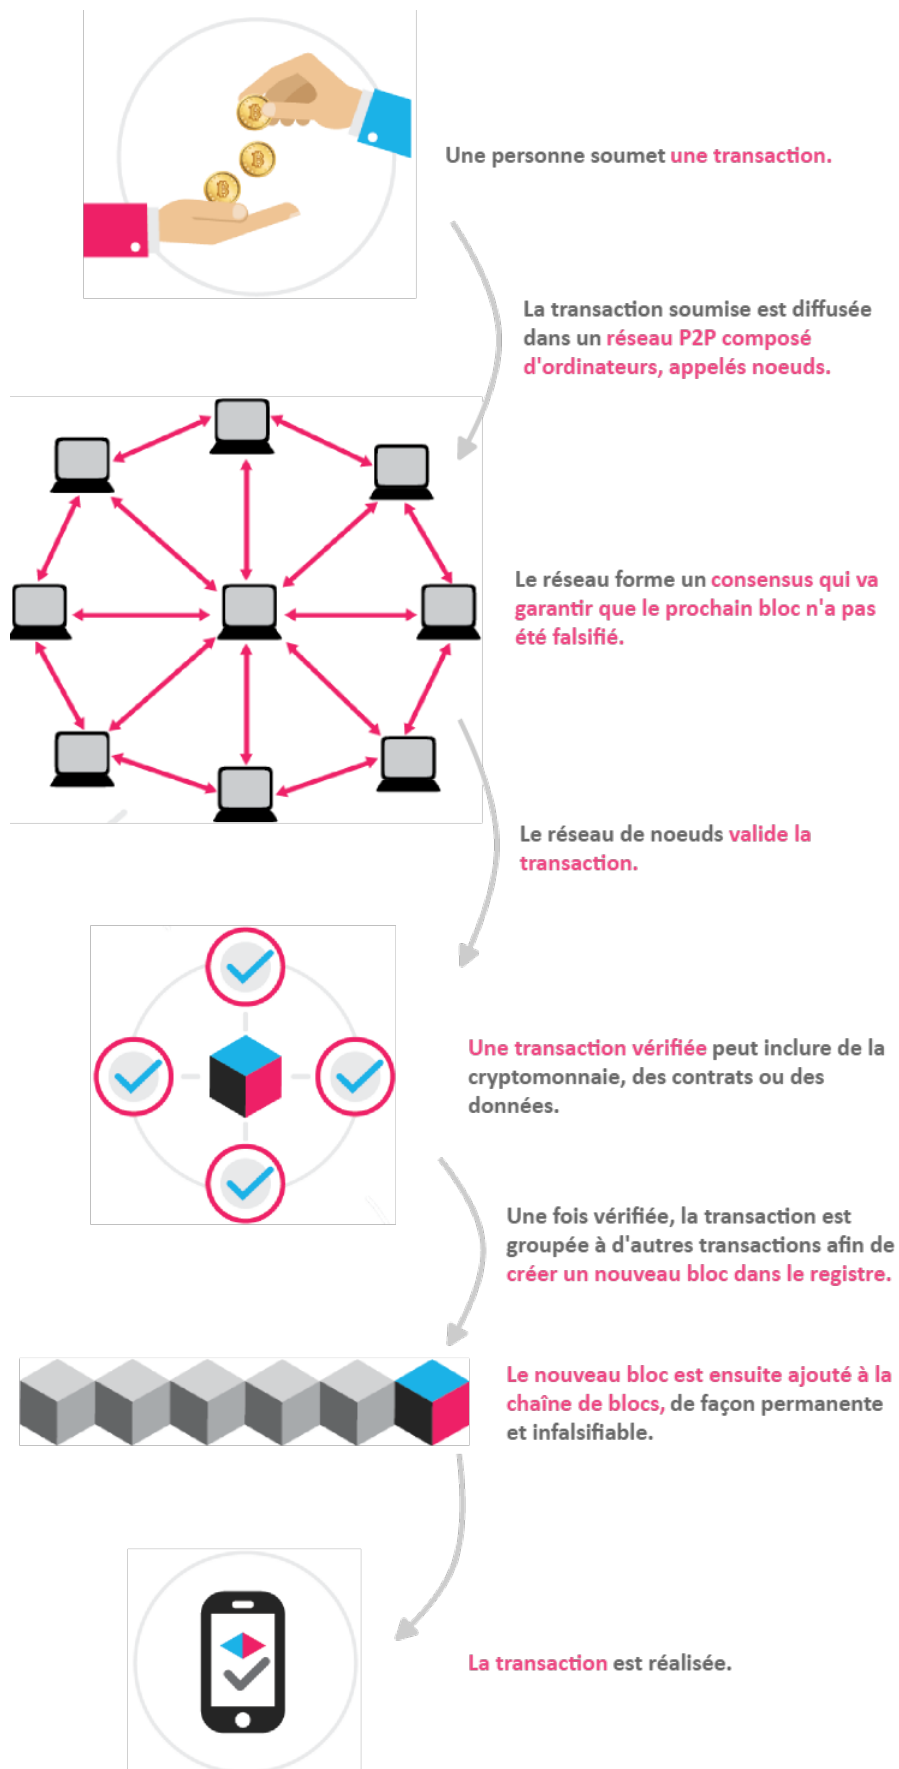 Une personne soumet une transaction.
La transaction soumise est diffusée
dans un réseau P2P composé
d'ordinateurs, appelés noeuds.
Le réseau forme un consensus qui va
garantir que le prochain bloc n'a pas
été falsifié.
Le réseau de noeuds valide la
transaction.
Une transaction vérifiée peut inclure de la
cryptomonnaie, des contrats ou des
données.
Une fois vérifiée, la transaction est
groupée à d'autres transactions afin de
créer un nouveau bloc dans le registre.
Le nouveau bloc est ensuite ajouté à la
chaîne de blocs, de façon permanente
et infalsifiable.
La transaction est réalisée.